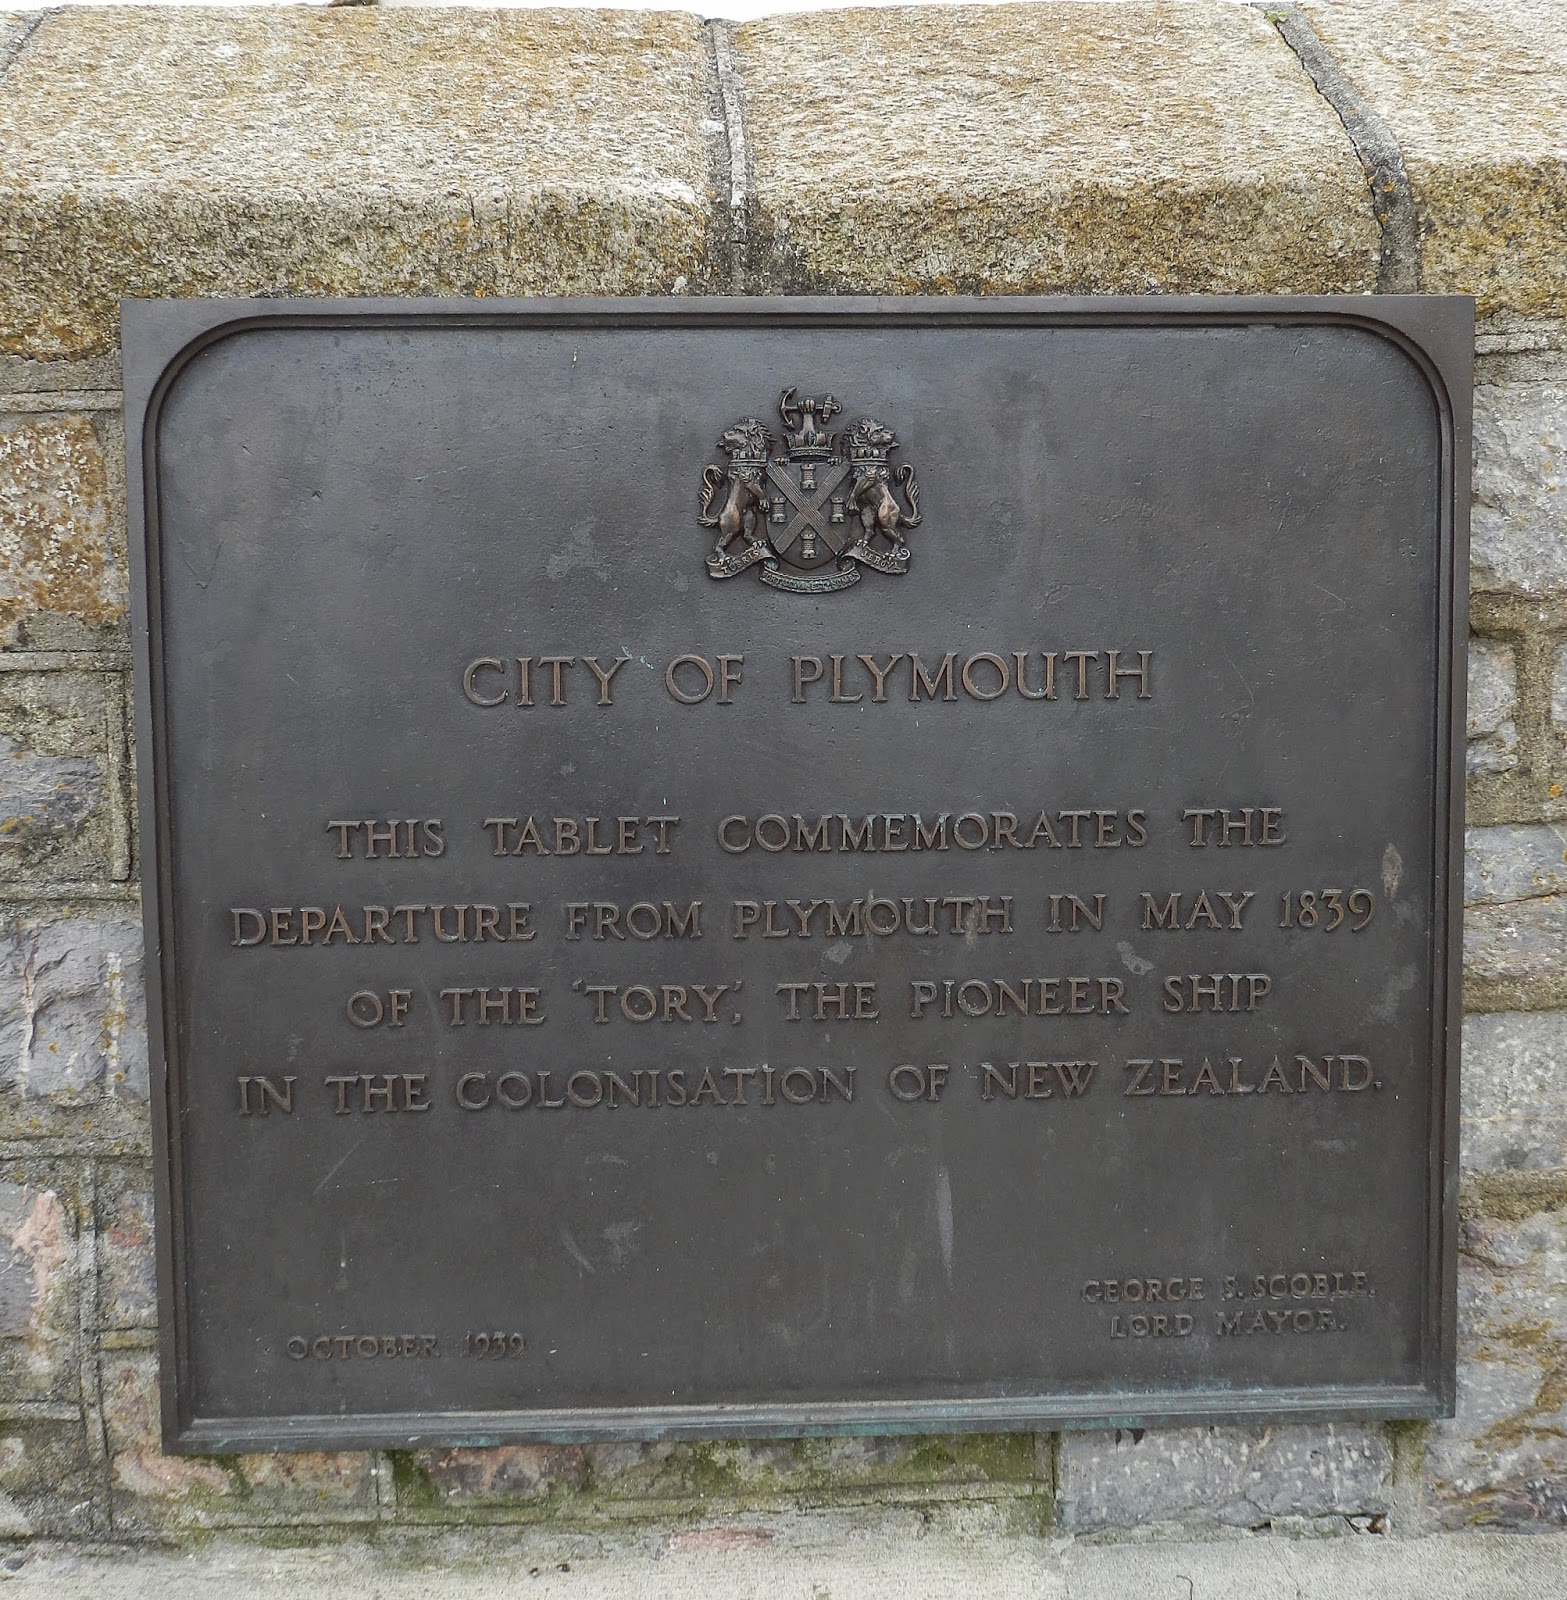 CITY OF PLYMOUTH
THIS TABLET COMMEMORATES THE
DEPARTURE FROM PLYMOUTH IN MAY 1839
OF THE 'TORY', THE PIONEER SHIP
IN THE COLONISATION OF NEW ZEALAND.
OCTOBER 1939
GEORGE S. SCOBLE.
LORD MAYOR.